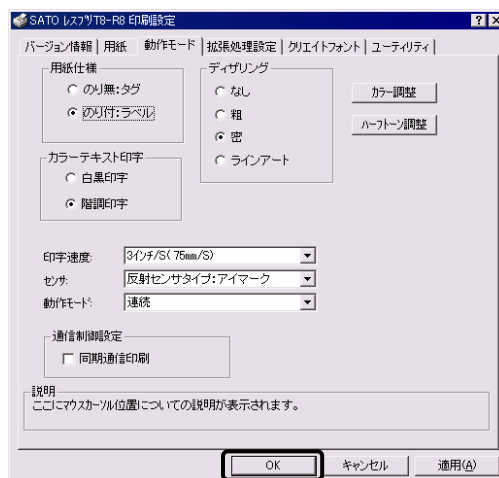 SATO ﾚｽﾌﾟﾘT8-R8 印刷設定
バージョン情報 用紙 動作モード 拡張処理設定 クリエイトフォント ユーティリティ
用紙仕様
のり無:タグ
のり付:ラベル
カラーテキスト印字
白黒印字
階調印字
ディザリング
なし
粗
密
ラインアート
カラー調整
ハーフトーン調整
印字速度: 3インチ/S( 75mm/S)
センサ: 反射センサタイプ:アイマーク
動作モード: 連続
通信制御設定
同期通信印刷
説明
ここにマウスカーソル位置についての説明が表示されます。
OK キャンセル 適用(A)